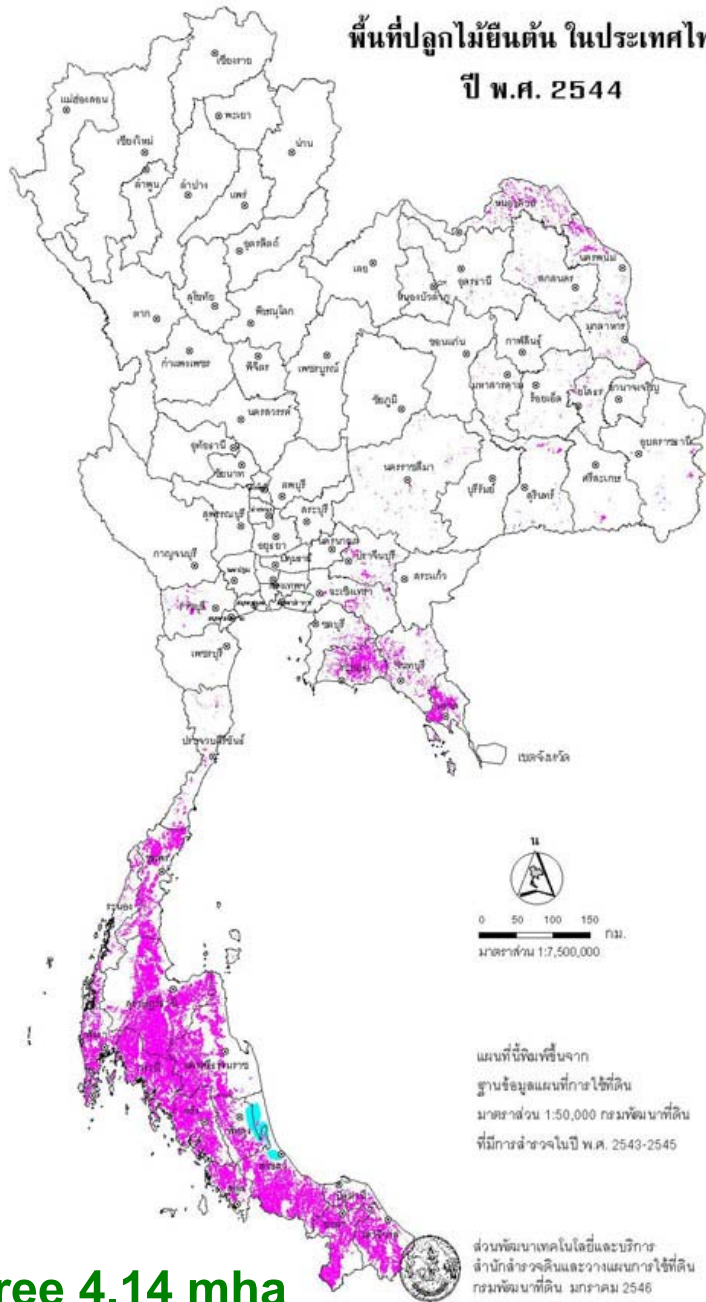 พื้นที่ปลูกไม้ยืนต้น ในประเทศไท
ปี พ.ศ. 2544
เชียงราย
แม่ฮ่องสอน
พะเยา
เชียงใหม่
น่าน
ลำพูน
ลำปาง
แพร่
อุตรดิตถ์
เลย
อุดรธานี
สกลนคร
นครพนม
หนองบัวลำภู
สุโขทัย
ตาก
พิษณุโลก
มุกดาหาร
ขอนแก่น
กาฬสินธุ์
กำแพงเพชร
พิจิตร
เพชรบูรณ์
มหาสารคาม
ร้อยเอ็ด
ยโสธร
อำนาจเจริญ
ชัยภูมิ
นครสวรรค์
อุทัยธานี
อุบลราชธานี
ชัยนาท
นครราชสีมา
บุรีรัมย์
สุรินทร์
ศรีสะเกษ
ลพบุรี
สุพรรณบุรี
สระบุรี
อยุธยา
กาญจนบุรี
ปราจีนบุรี
สระแก้ว
ฉะเชิงเทรา
ชลบุรี
เพชรบุรี
ประจวบคีรีขันธ์
เขตจังหวัด
น
0 50 100 150 กม.
มาตราส่วน 1:7,500,000
ระนอง
แผนที่นี้พิมพ์ขึ้นจาก
ฐานข้อมูลแผนที่การใช้ที่ดิน
มาตราส่วน 1:50,000 กรมพัฒนาที่ดิน
ที่มีการสำรวจในปี พ.ศ. 2543-2545
ส่วนพัฒนาเทคโนโลยีและบริการ
สำนักสำรวจดินและวางแผนการใช้ที่ดิน
กรมพัฒนาที่ดิน มกราคม 2546
ree 4.14 mha